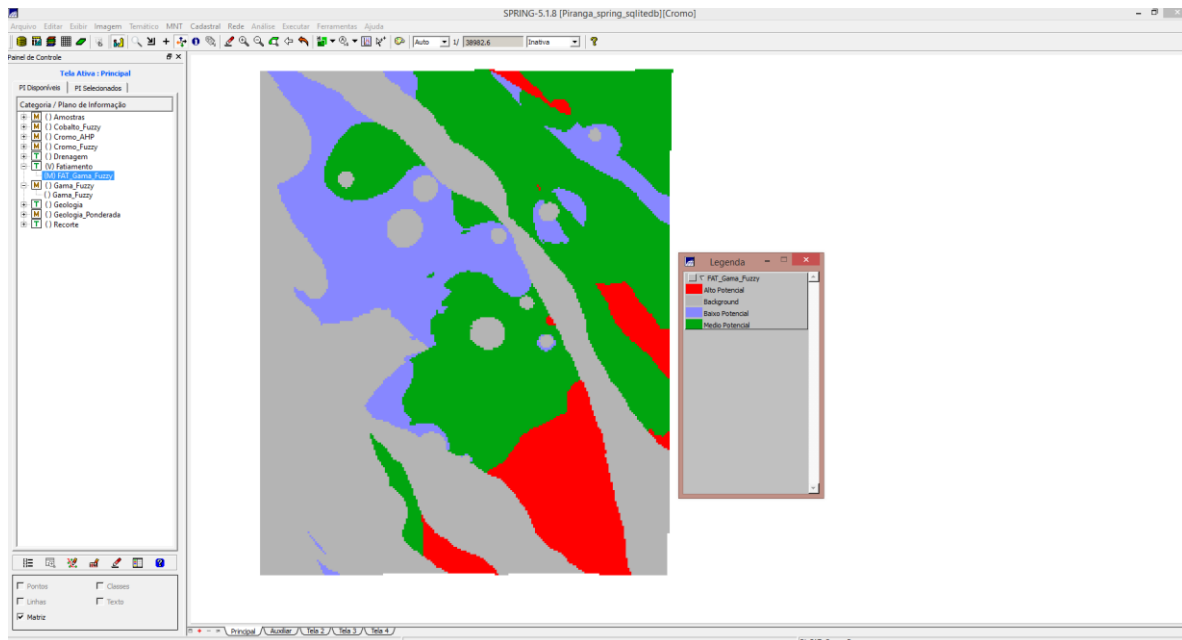 SPRING-5.1.8 [Piranga_spring_sqlitedb][Cromo]
Arquivo Editar Exibir Imagem Temático MNT Cadastral Rede Análise Executar Ferramentas Ajuda
Auto 1/ 38982.6 Inativa
Painel de Controle
Tela Ativa : Principal
PI Disponíveis PI Selecionados
Categoria / Plano de Informação
M () Amostras
M () Cobalto_Fuzzy
M () Cromo_AHP
M () Cromo_Fuzzy
T () Drenagem
T (V) Fatiamento
(M) FAT_Gama_Fuzzy
M () Gama_Fuzzy
() Gama_Fuzzy
T () Geologia
M () Geologia_Ponderada
T () Recorte
Legenda
T FAT_Gama_Fuzzy
Alto Potencial
Background
Baixo Potencial
Medio Potencial
Pontos Classes
Linhas Texto
Matriz
Principal Auxiliar Tela 2 Tela 3 Tela 4